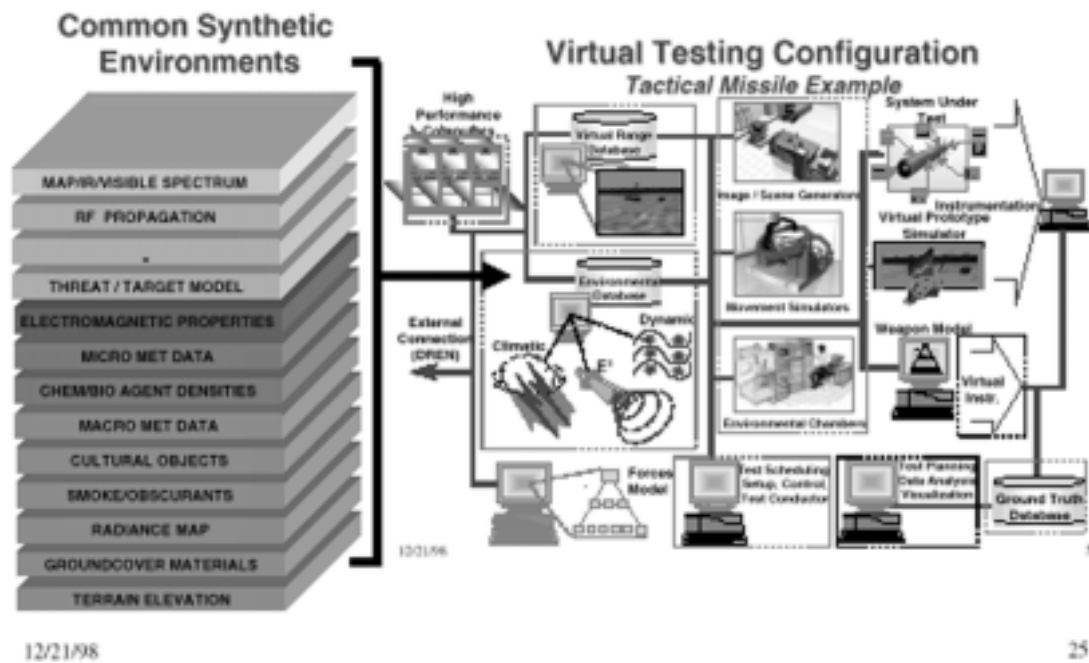 Common Synthetic
Environments
MAP/IR/VISIBLE SPECTRUM
RF PROPAGATION
.
THREAT / TARGET MODEL
ELECTROMAGNETIC PROPERTIES
MICRO MET DATA
CHEM/BIO AGENT DENSITIES
MACRO MET DATA
CULTURAL OBJECTS
SMOKE/OBSCURANTS
RADIANCE MAP
GROUNDCOVER MATERIALS
TERRAIN ELEVATION
Virtual Testing Configuration
Tactical Missile Example
High
Performance
Computers
Virtual Range
Database
Image / Scene Generators
System Under
Test
Instrumentation
Virtual Prototype
Simulator
Environmental
Database
Movement Simulators
External
Connection
(DREN)
Climatic
E³
Dynamic
Weapon Model
Virtual
Instr.
Environmental Chambers
Forces
Model
Test Scheduling
Setup, Control,
Test Conductor
Test Planning
Data Analysis
Visualization
Ground Truth
Database
12/21/98
12/21/98
25